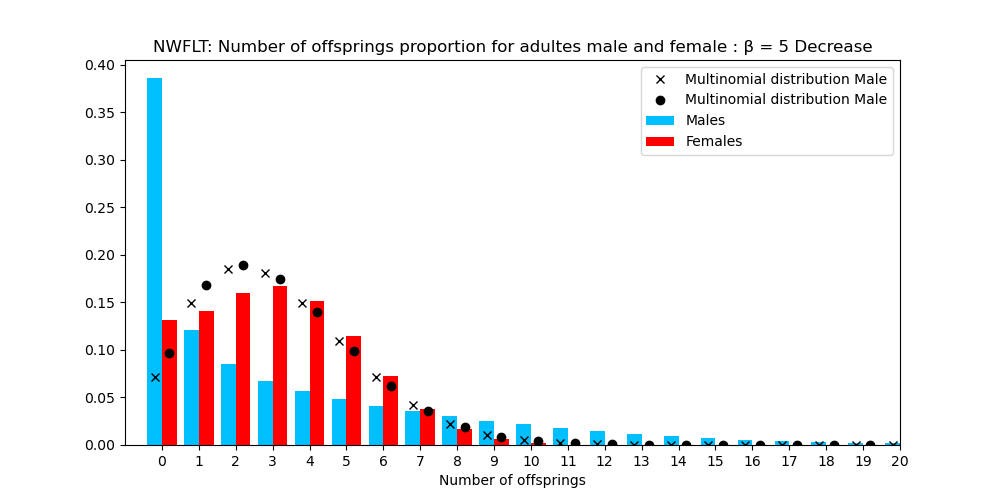 NWFLT: Number of offsprings proportion for adultes male and female : β = 5 Decrease
Multinomial distribution Male
Multinomial distribution Male
Males
Females
0.40
0.35
0.30
0.25
0.20
0.15
0.10
0.05
0.00
0 1 2 3 4 5 6 7 8 9 10 11 12 13 14 15 16 17 18 19 20
Number of offsprings